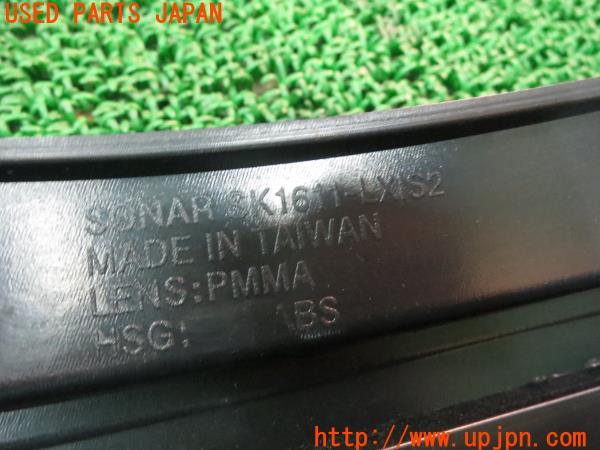 USED PARTS JAPAN
SONAR SK1611-LXIS2
MADE IN TAIWAN
LENS:PMMA
HSG: ABS
http://www.upjpn.com/